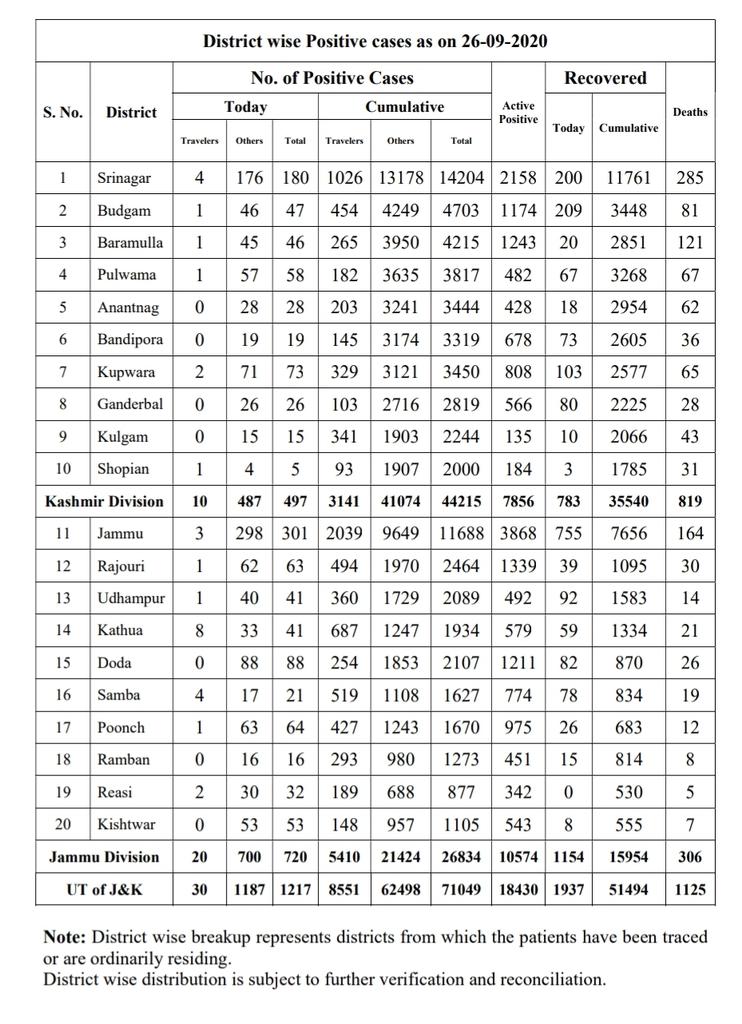 District wise Positive cases as on 26-09-2020
S. No. District No. of Positive Cases Active Positive Recovered Deaths
Today Cumulative Today Cumulative
Travelers Others Total Travelers Others Total
1 Srinagar 4 176 180 1026 13178 14204 2158 200 11761 285
2 Budgam 1 46 47 454 4249 4703 1174 209 3448 81
3 Baramulla 1 45 46 265 3950 4215 1243 20 2851 121
4 Pulwama 1 57 58 182 3635 3817 482 67 3268 67
5 Anantnag 0 28 28 203 3241 3444 428 18 2954 62
6 Bandipora 0 19 19 145 3174 3319 678 73 2605 36
7 Kupwara 2 71 73 329 3121 3450 808 103 2577 65
8 Ganderbal 0 26 26 103 2716 2819 566 80 2225 28
9 Kulgam 0 15 15 341 1903 2244 135 10 2066 43
10 Shopian 1 4 5 93 1907 2000 184 3 1785 31
Kashmir Division 10 487 497 3141 41074 44215 7856 783 35540 819
11 Jammu 3 298 301 2039 9649 11688 3868 755 7656 164
12 Rajouri 1 62 63 494 1970 2464 1339 39 1095 30
13 Udhampur 1 40 41 360 1729 2089 492 92 1583 14
14 Kathua 8 33 41 687 1247 1934 579 59 1334 21
15 Doda 0 88 88 254 1853 2107 1211 82 870 26
16 Samba 4 17 21 519 1108 1627 774 78 834 19
17 Poonch 1 63 64 427 1243 1670 975 26 683 12
18 Ramban 0 16 16 293 980 1273 451 15 814 8
19 Reasi 2 30 32 189 688 877 342 0 530 5
20 Kishtwar 0 53 53 148 957 1105 543 8 555 7
Jammu Division 20 700 720 5410 21424 26834 10574 1154 15954 306
UT of J&K 30 1187 1217 8551 62498 71049 18430 1937 51494 1125
Note: District wise breakup represents districts from which the patients have been traced
or are ordinarily residing.
District wise distribution is subject to further verification and reconciliation.